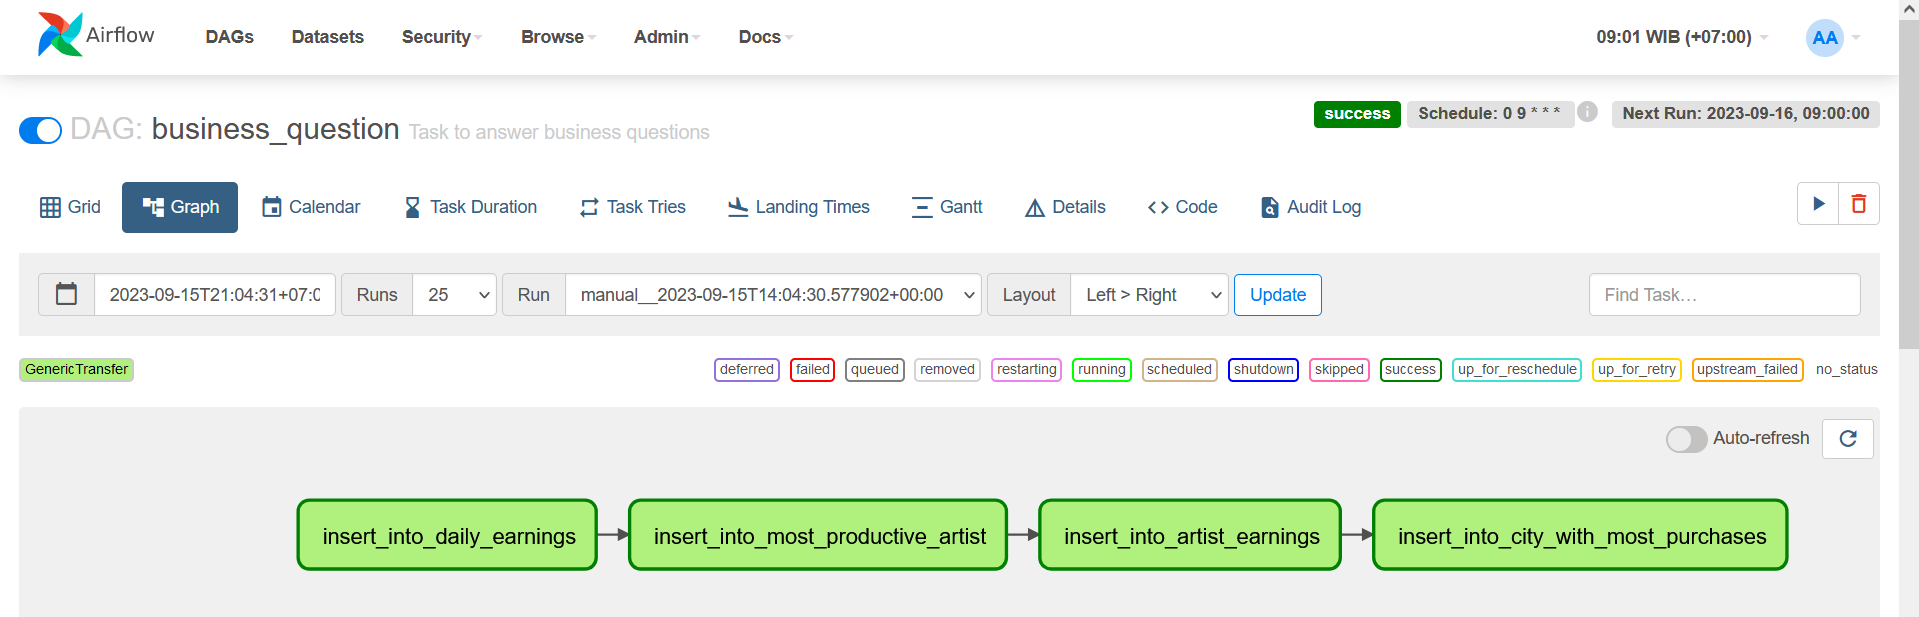 Airflow DAGs Datasets Security Browse Admin Docs 09:01 WIB (+07:00) AA
success Schedule: 0 9 * * * i Next Run: 2023-09-16, 09:00:00
DAG: business_question Task to answer business questions
Grid Graph Calendar Task Duration Task Tries Landing Times Gantt Details Code Audit Log
2023-09-15T21:04:31+07:0 Runs 25 Run manual__2023-09-15T14:04:30.577902+00:00 Layout Left > Right Update Find Task…
GenericTransfer deferred failed queued removed restarting running scheduled shutdown skipped success up_for_reschedule up_for_retry upstream_failed no_status
Auto-refresh
insert_into_daily_earnings insert_into_most_productive_artist insert_into_artist_earnings insert_into_city_with_most_purchases